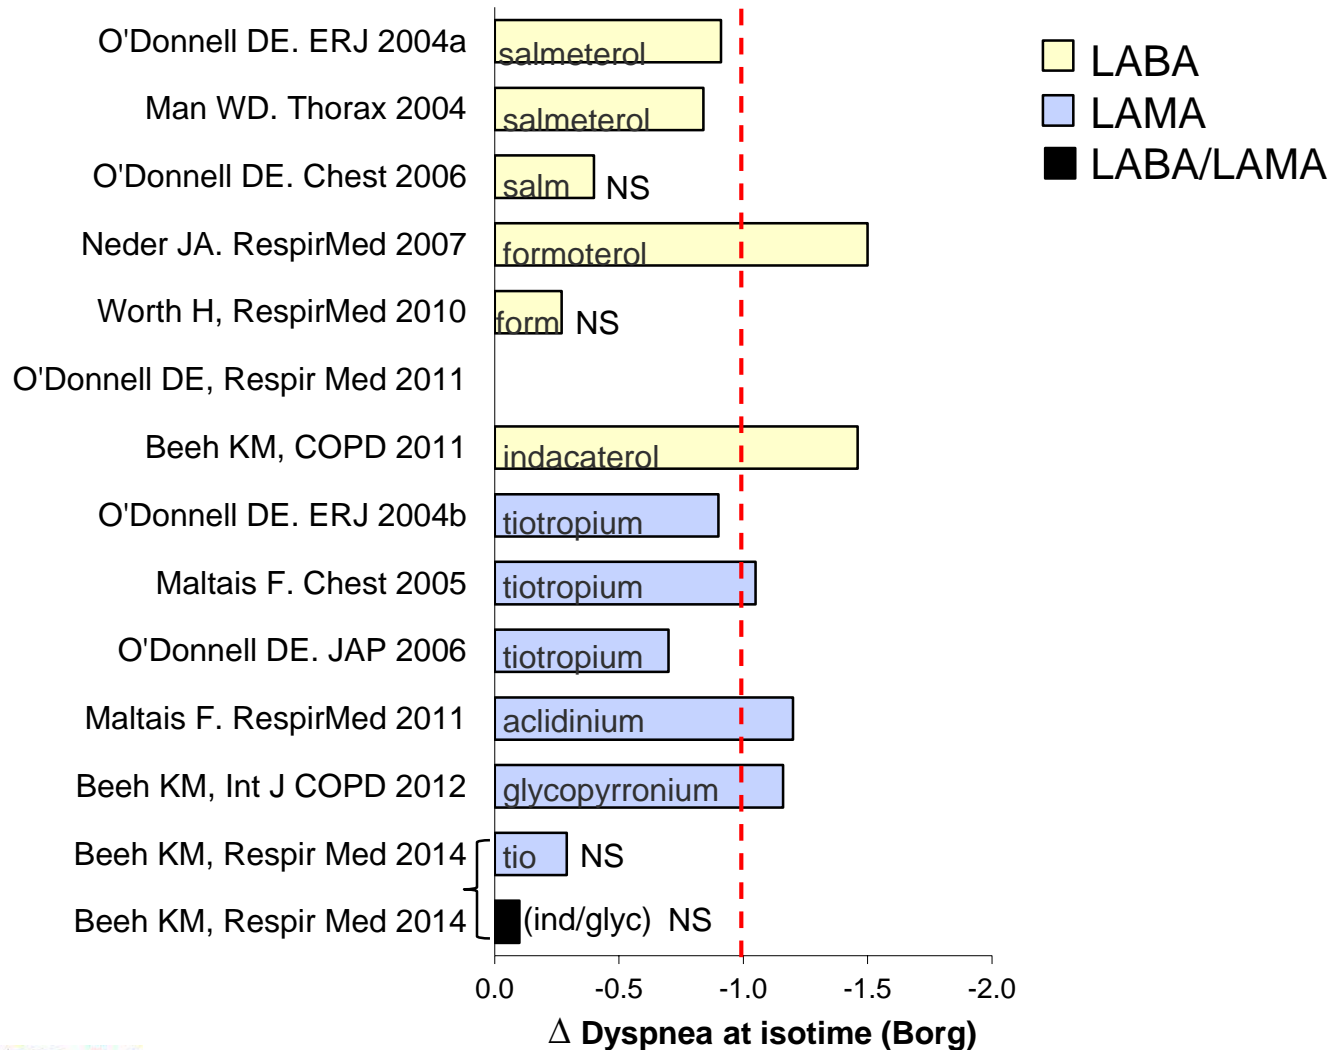 O'Donnell DE. ERJ 2004a
salmeterol
Man WD. Thorax 2004
salmeterol
O'Donnell DE. Chest 2006
salm NS
Neder JA. RespirMed 2007
formoterol
Worth H, RespirMed 2010
form NS
O'Donnell DE, Respir Med 2011
Beeh KM, COPD 2011
indacaterol
O'Donnell DE. ERJ 2004b
tiotropium
Maltais F. Chest 2005
tiotropium
O'Donnell DE. JAP 2006
tiotropium
Maltais F. RespirMed 2011
aclidinium
Beeh KM, Int J COPD 2012
glycopyrronium
Beeh KM, Respir Med 2014
tio NS
Beeh KM, Respir Med 2014
(ind/glyc) NS
0.0 -0.5 -1.0 -1.5 -2.0
Δ Dyspnea at isotime (Borg)
LABA
LAMA
LABA/LAMA